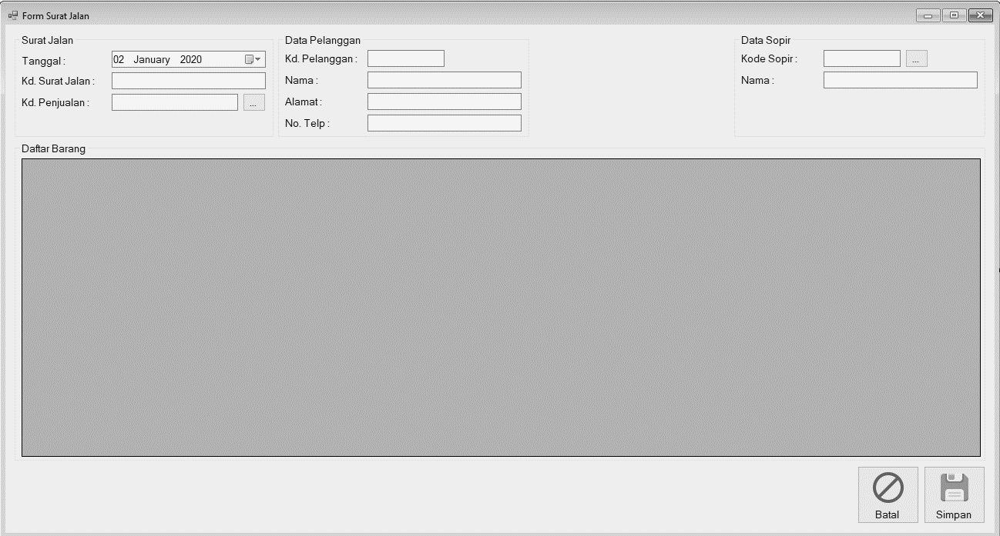 Form Surat Jalan
Surat Jalan
Tanggal :
02 January 2020
Kd. Surat Jalan :
Kd. Penjualan :
...
Data Pelanggan
Kd. Pelanggan :
Nama :
Alamat :
No. Telp :
Data Sopir
Kode Sopir :
...
Nama :
Daftar Barang
Batal
Simpan